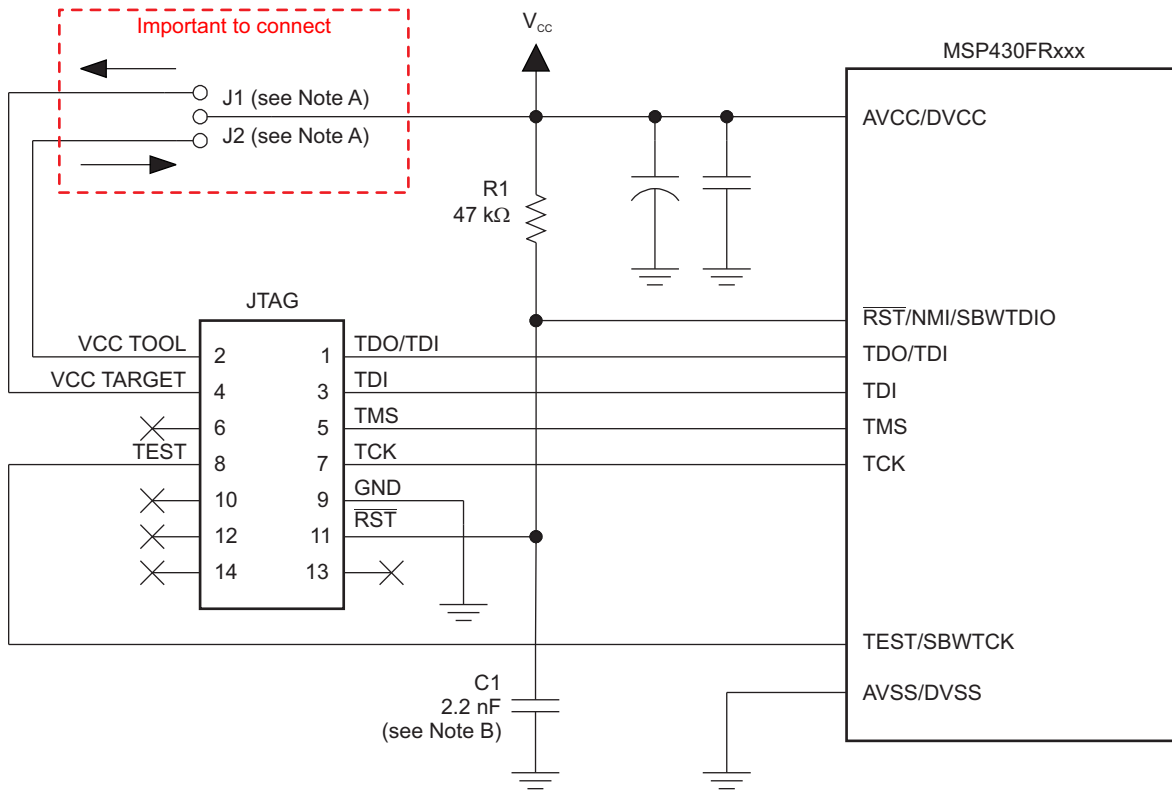 Important to connect
V_CC
MSP430FRxxx
J1 (see Note A)
J2 (see Note A)
AVCC/DVCC
R1
47 kΩ
JTAG
RST/NMI/SBWTDIO
VCC TOOL 2 1 TDO/TDI
TDO/TDI
VCC TARGET 4 3 TDI
TDI
6 5 TMS
TMS
TEST 8 7 TCK
TCK
10 9 GND
12 11 RST
14 13
TEST/SBWTCK
C1
2.2 nF
(see Note B)
AVSS/DVSS